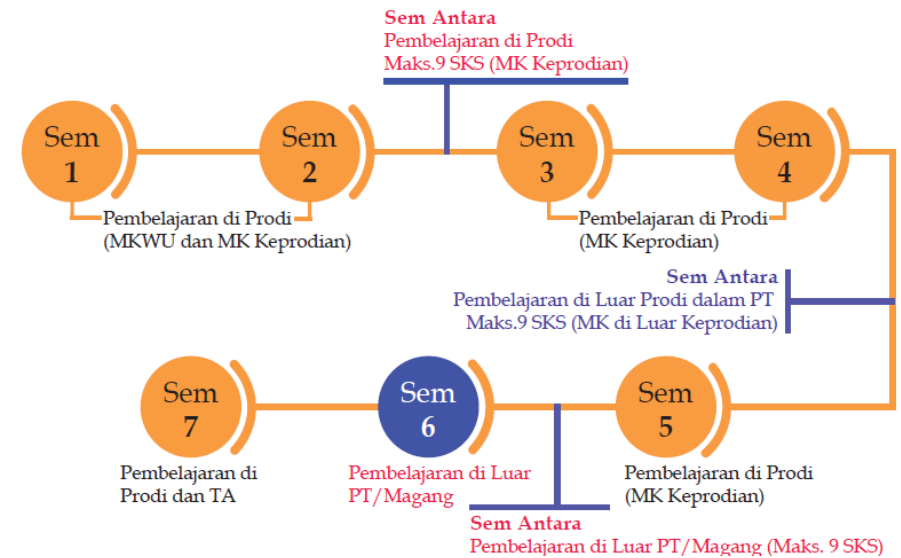 Sem Antara
Pembelajaran di Prodi
Maks.9 SKS (MK Keprodian)
Sem
1
Sem
2
Sem
3
Sem
4
Pembelajaran di Prodi
(MKWU dan MK Keprodian)
Pembelajaran di Prodi
(MK Keprodian)
Sem Antara
Pembelajaran di Luar Prodi dalam PT
Maks.9 SKS (MK di Luar Keprodian)
Sem
7
Sem
6
Sem
5
Pembelajaran di
Prodi dan TA
Pembelajaran di Luar
PT/Magang
Pembelajaran di Prodi
(MK Keprodian)
Sem Antara
Pembelajaran di Luar PT/Magang (Maks. 9 SKS)